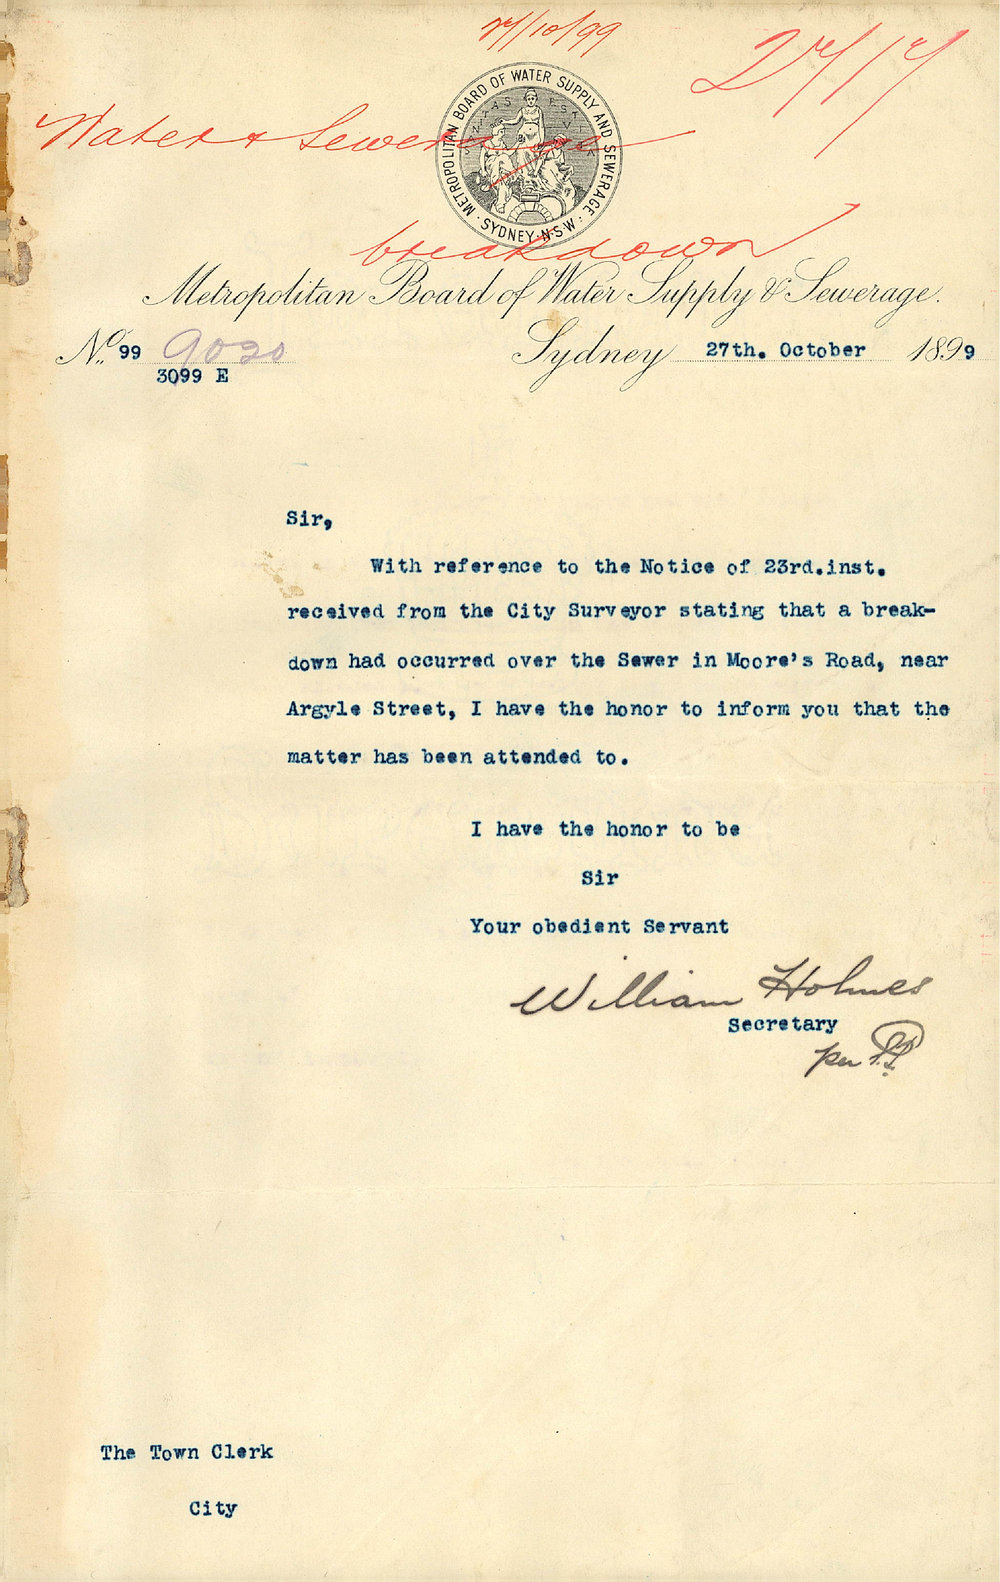 27/10/99
Water & Sewerage
breakdown
METROPOLITAN BOARD OF WATER SUPPLY AND SEWERAGE
· SYDNEY·N·S·W·
Metropolitan Board of Water Supply & Sewerage.
No. 99 9020
3099 E
Sydney 27th. October 1899
Sir,
With reference to the Notice of 23rd.inst.
received from the City Surveyor stating that a break-
down had occurred over the Sewer in Moore's Road, near
Argyle Street, I have the honor to inform you that the
matter has been attended to.
I have the honor to be
Sir
Your obedient Servant
William Holmes
Secretary
per
The Town Clerk
City